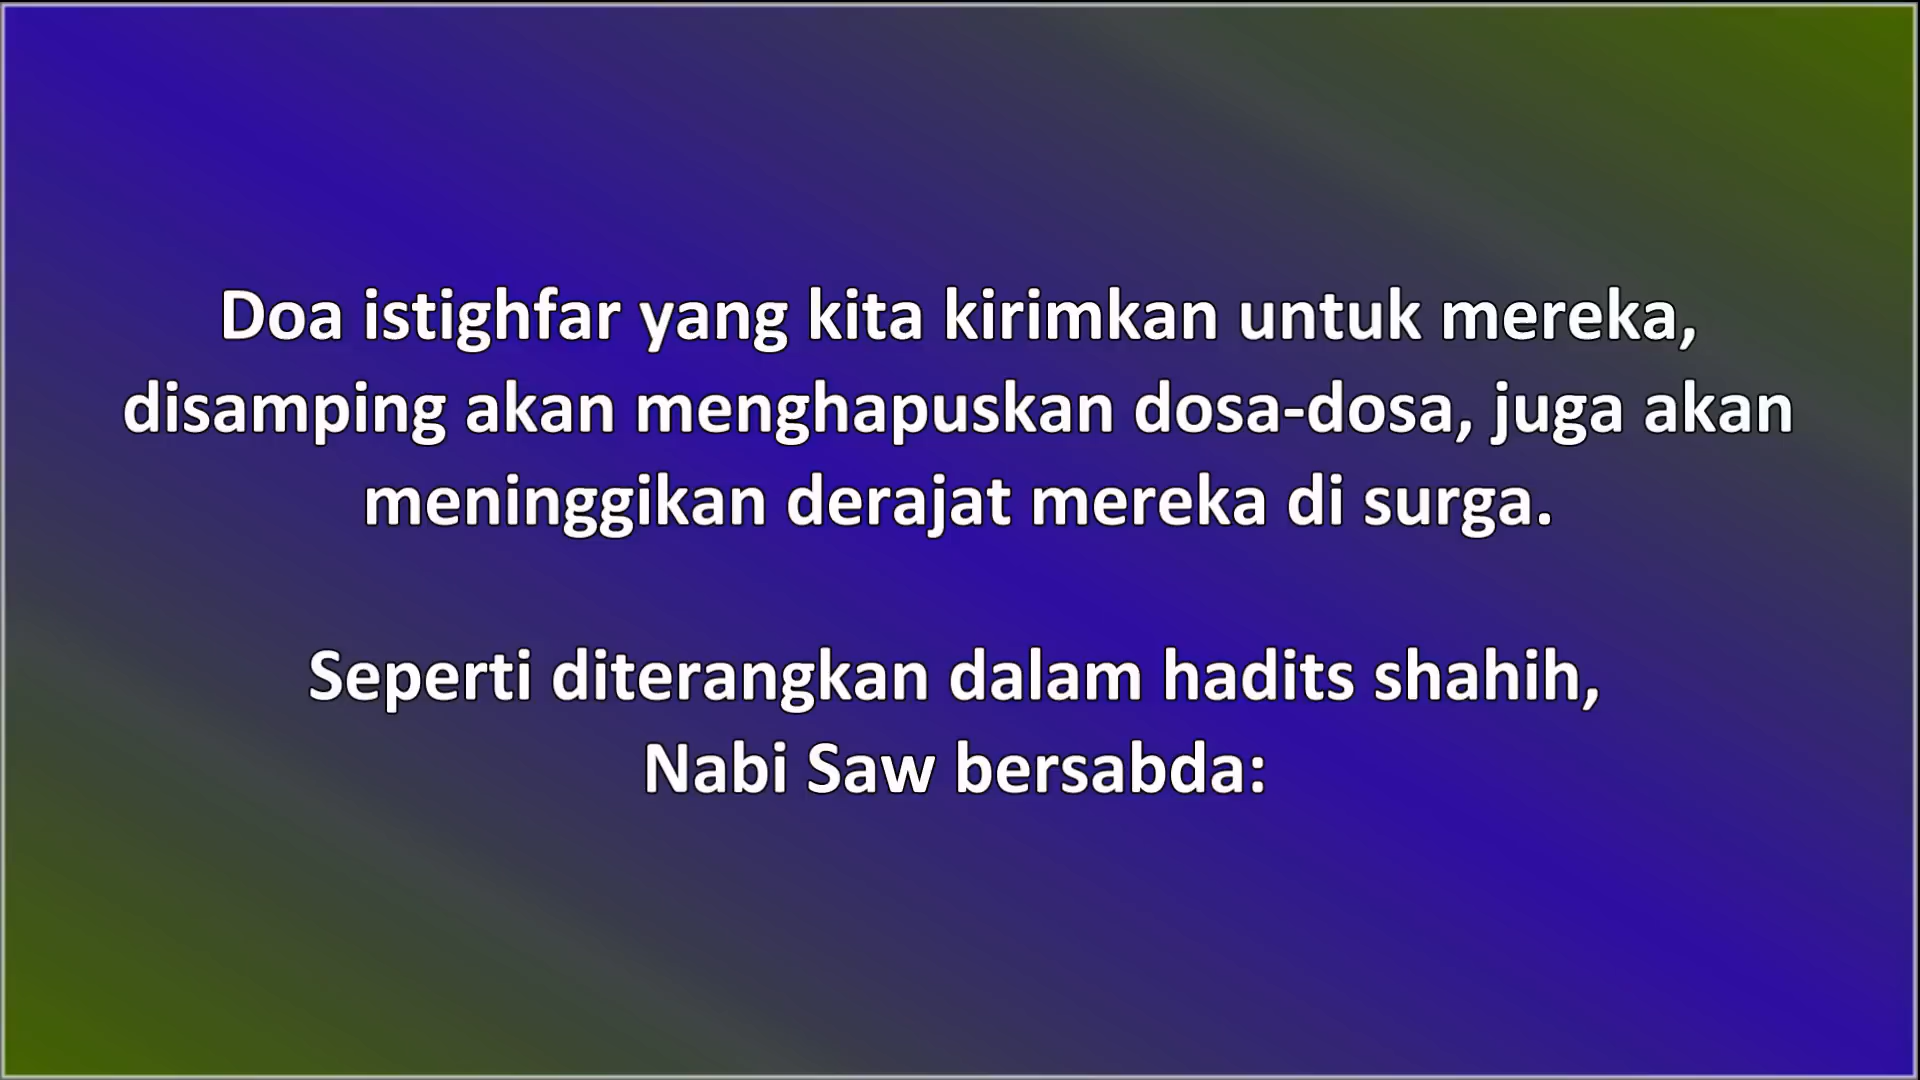 Doa istighfar yang kita kirimkan untuk mereka,
disamping akan menghapuskan dosa-dosa, juga akan
meninggikan derajat mereka di surga.
Seperti diterangkan dalam hadits shahih,
Nabi Saw bersabda: